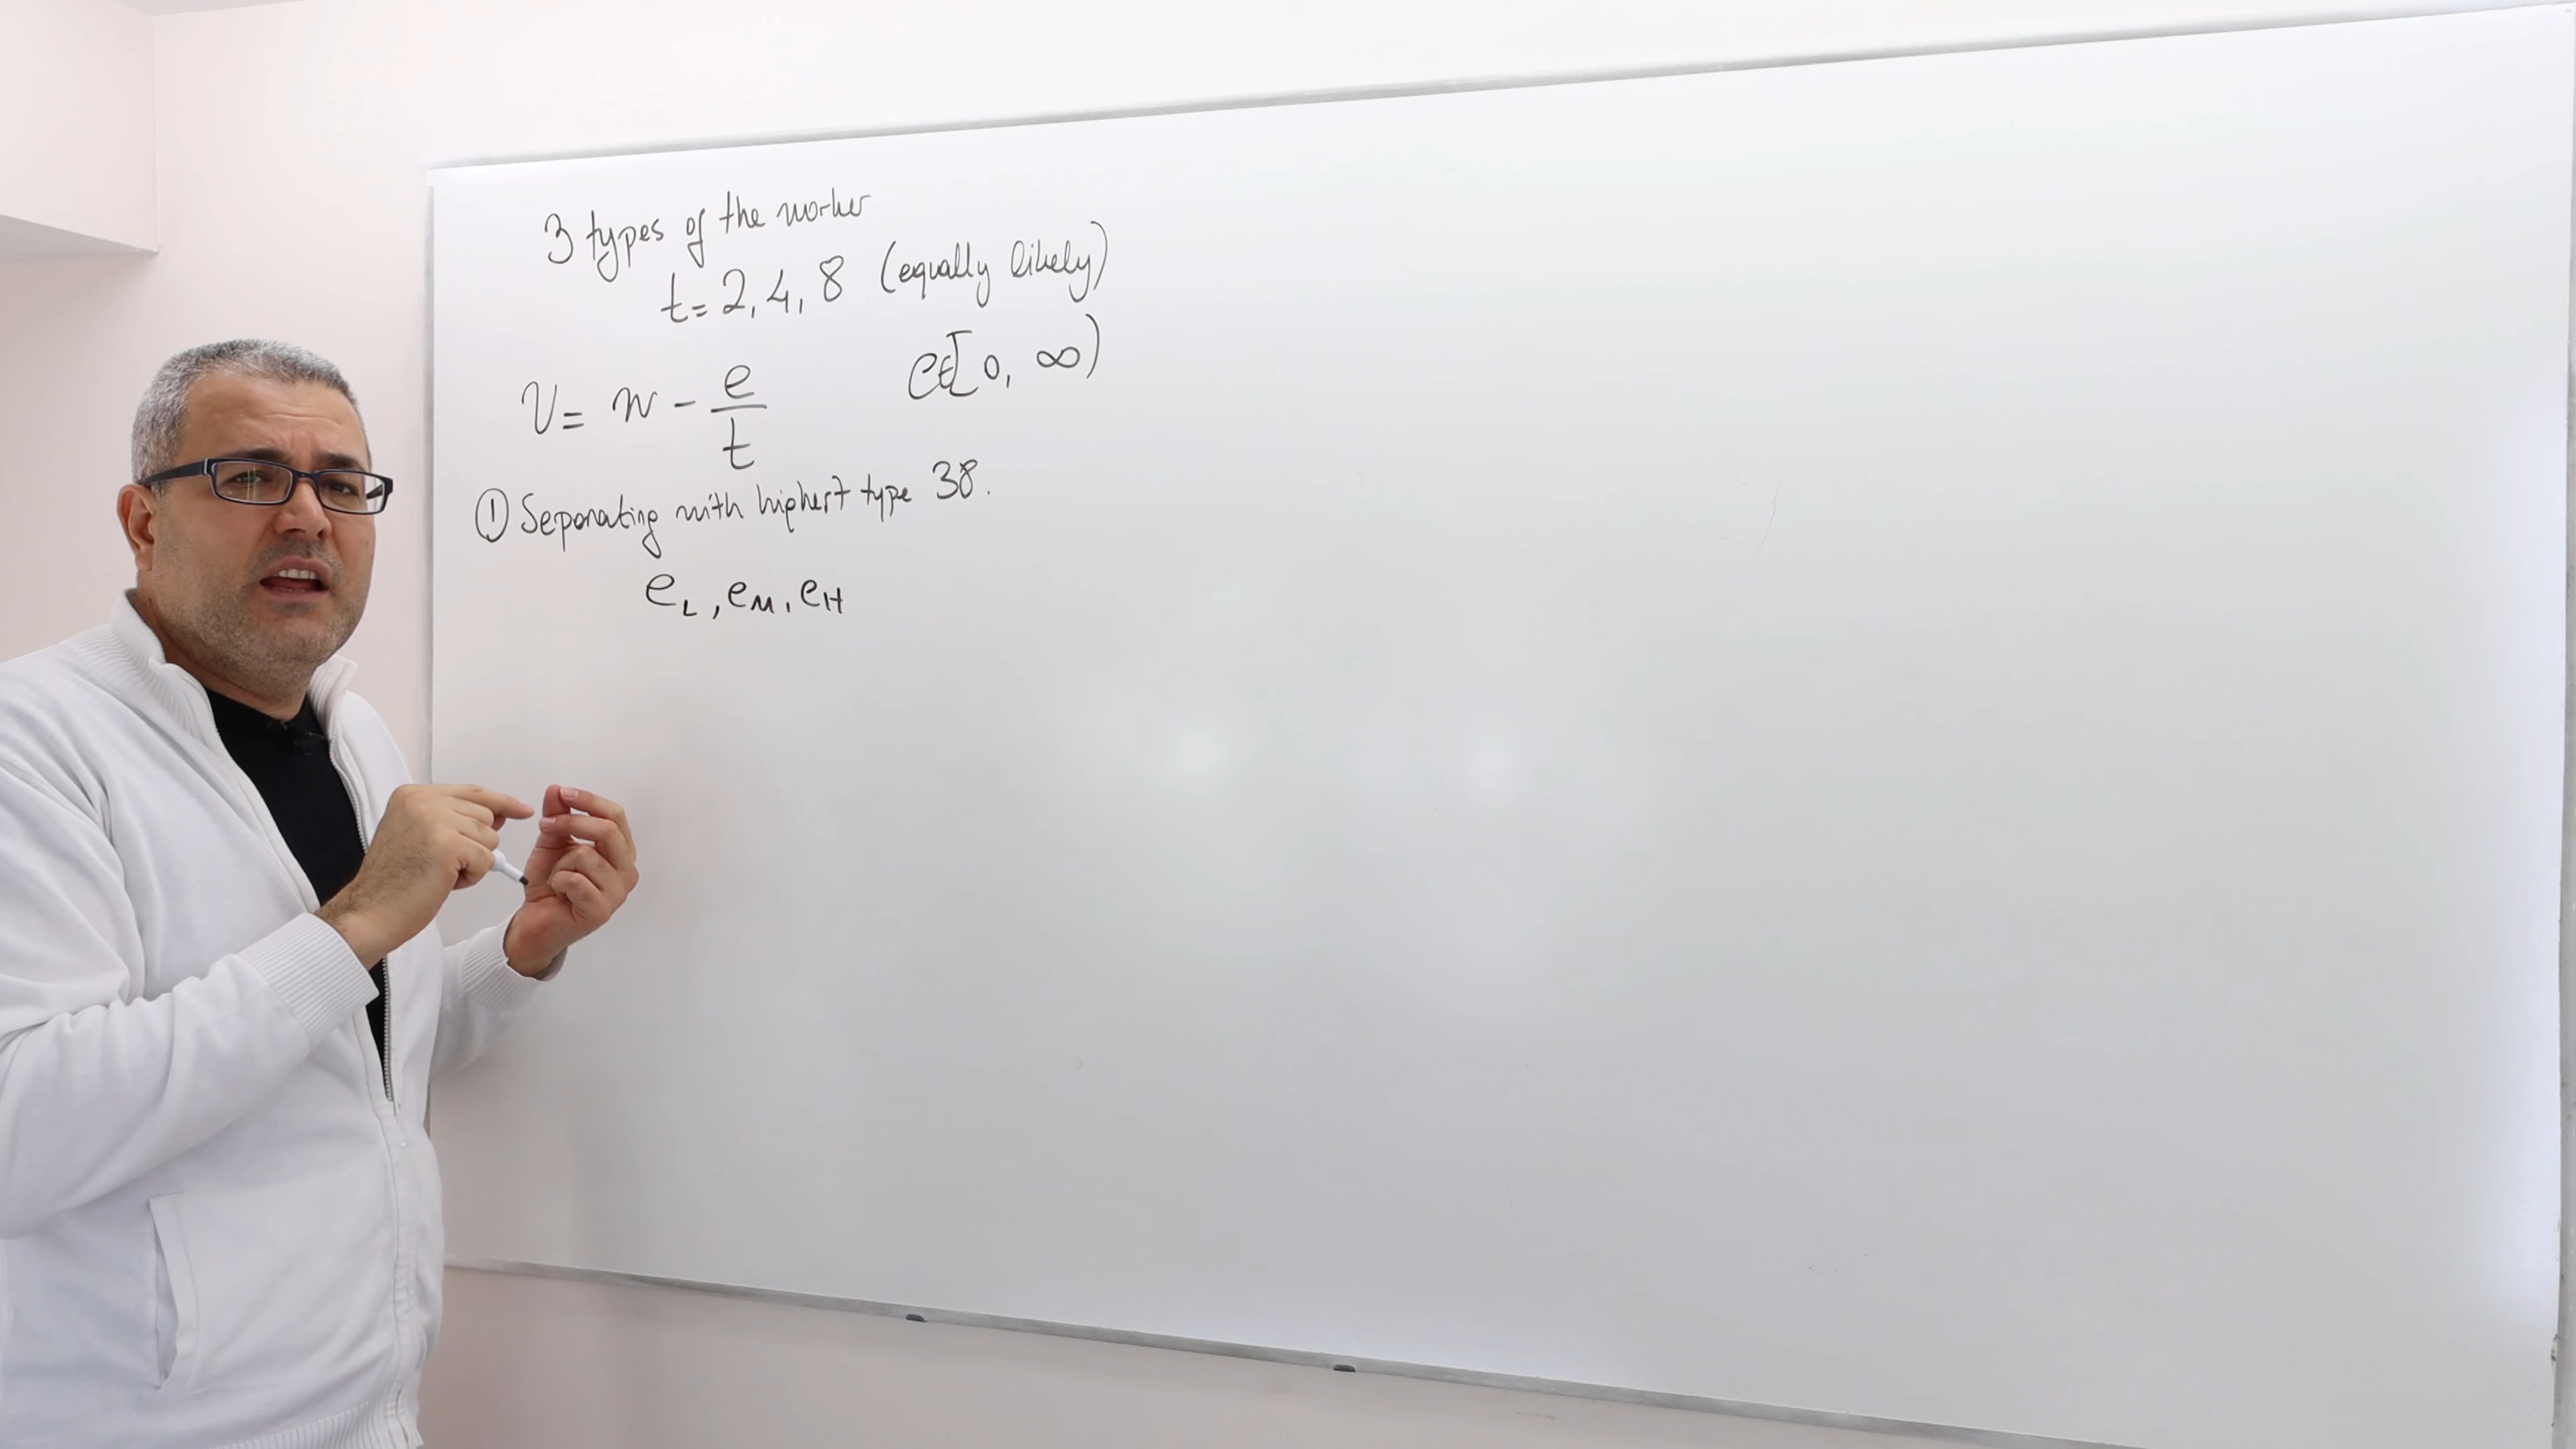 3 types of the worker
t = 2, 4, 8 (equally likely)
U = w - e/t e ∈ [0, ∞)
① Separating with highest type 38.
e_L, e_M, e_H